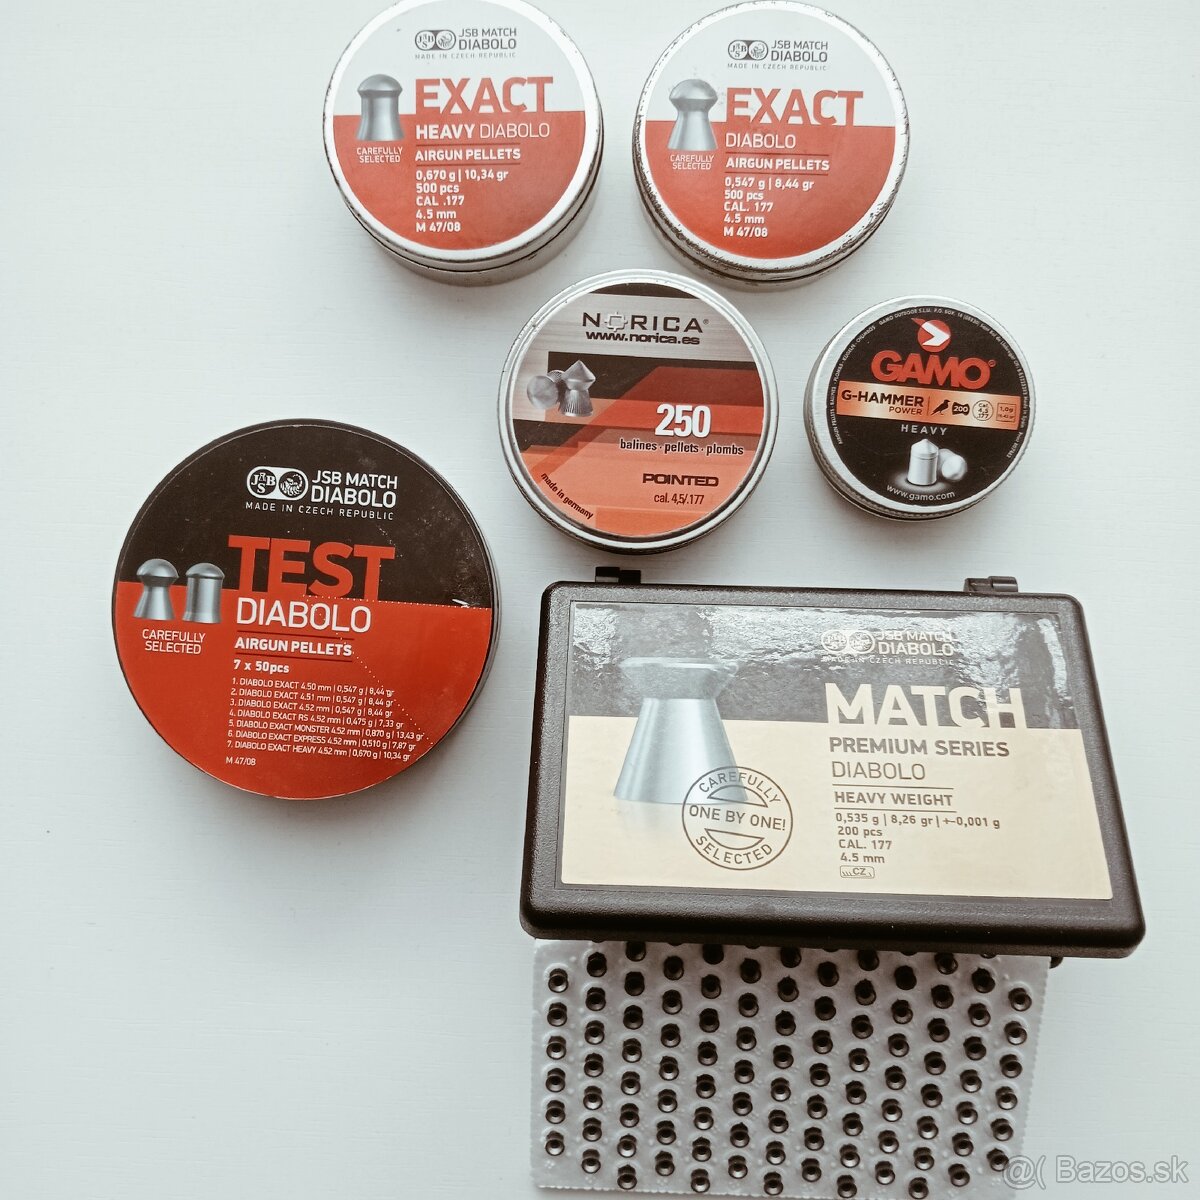 JSB MATCH
DIABOLO
MADE IN CZECH REPUBLIC
EXACT
HEAVY DIABOLO
CAREFULLY
SELECTED
AIRGUN PELLETS
0,670 g | 10,34 gr
500 pcs
CAL .177
4.5 mm
M 47/08
JSB MATCH
DIABOLO
MADE IN CZECH REPUBLIC
EXACT
DIABOLO
CAREFULLY
SELECTED
AIRGUN PELLETS
0,547 g | 8,44 gr
500 pcs
CAL. 177
4.5 mm
M 47/08
NORICA®
www.norica.es
250
balines · pellets · plombs
POINTED
cal. 4,5/.177
made in germany
GAMO®
G-HAMMER
POWER
200
Cal.
4,5
.177
1,0g
HEAVY
www.gamo.com
JSB MATCH
DIABOLO
MADE IN CZECH REPUBLIC
TEST
DIABOLO
CAREFULLY
SELECTED
AIRGUN PELLETS
7 x 50pcs
1. DIABOLO EXACT 4.50 mm | 0,547 g | 8,44 gr
2. DIABOLO EXACT 4.51 mm | 0,547 g | 8,44 gr
3. DIABOLO EXACT 4.52 mm | 0,547 g | 8,44 gr
4. DIABOLO EXACT RS 4.52 mm | 0,475 g | 7,33 gr
5. DIABOLO EXACT MONSTER 4.52 mm | 0,870 g | 13,43 gr
6. DIABOLO EXACT EXPRESS 4.52 mm | 0,510 g | 7,87 gr
7. DIABOLO EXACT HEAVY 4.52 mm | 0,670 g | 10,34 gr
M 47/08
JSB MATCH
DIABOLO
MADE IN CZECH REPUBLIC
MATCH
PREMIUM SERIES
DIABOLO
HEAVY WEIGHT
0,535 g | 8,26 gr | +-0,001 g
200 pcs
CAL. 177
4.5 mm
CZ
CAREFULLY
ONE BY ONE!
SELECTED
@( Bazos.sk